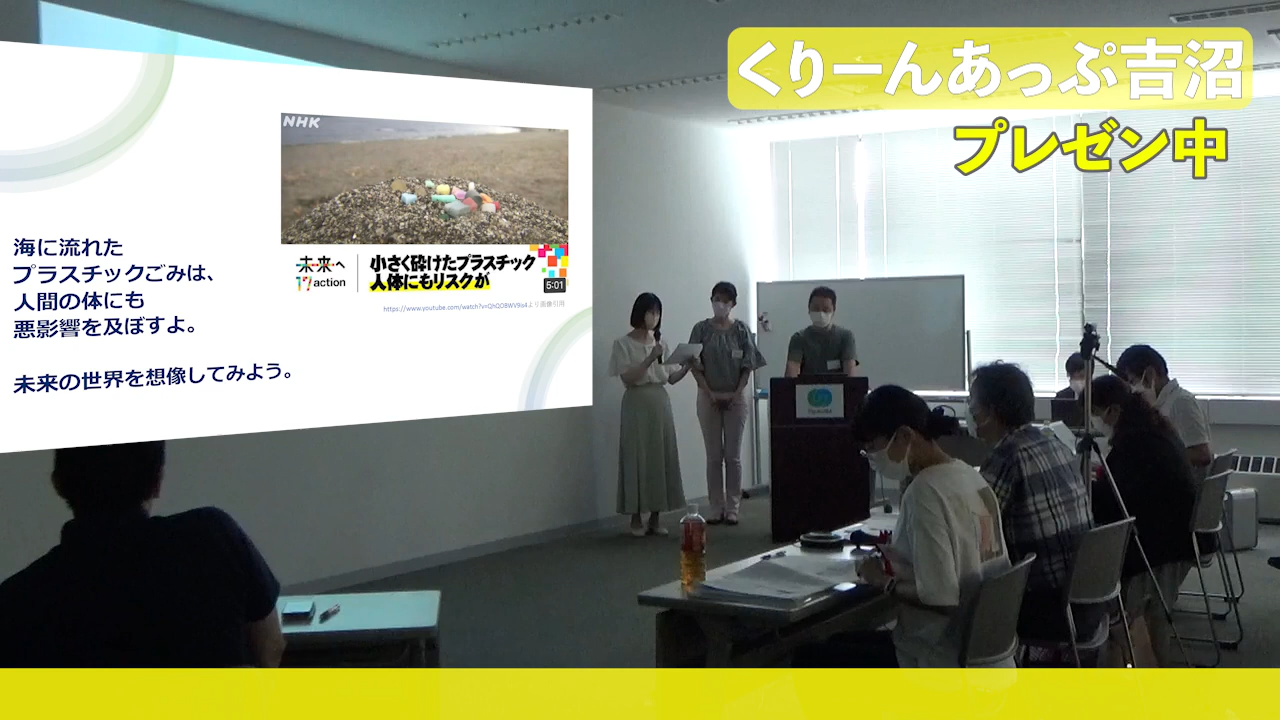 くりーんあっぷ吉沼
プレゼン中
NHK
未来へ
17action
小さく砕けたプラスチック
人体にもリスクが
5:01
海に流れた
プラスチックごみは、
人間の体にも
悪影響を及ぼすよ。
未来の世界を想像してみよう。